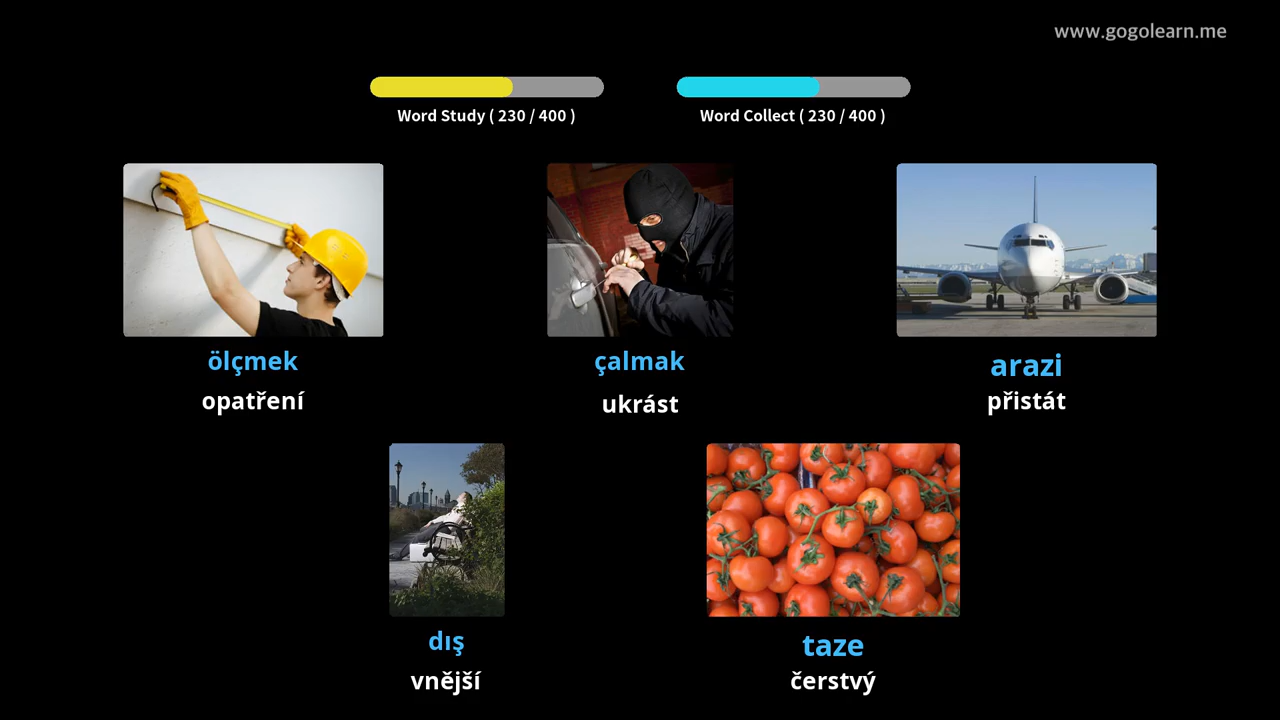 www.gogolearn.me
Word Study ( 230 / 400 )
Word Collect ( 230 / 400 )
ölçmek
opatření
çalmak
ukrást
arazi
přistát
dış
vnější
taze
čerstvý